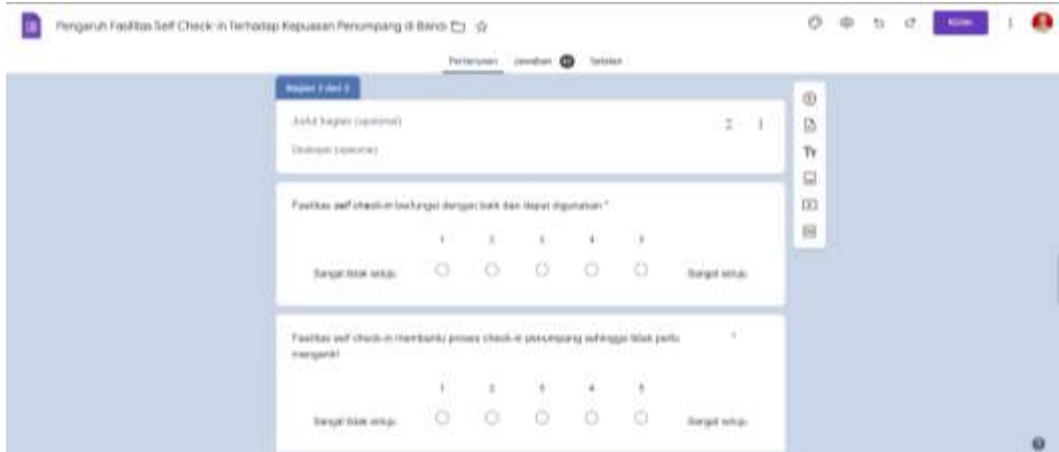 Pengaruh Fasilitas Self Check-in Terhadap Kepuasan Penumpang di Banda
Kirim
Pertanyaan Jawaban Setelan
Bagian 2 dari 3
Judul bagian (opsional)
Deskripsi (opsional)
Fasilitas self check-in berfungsi dengan baik dan dapat digunakan *
1 2 3 4 5
Sangat tidak setuju Sangat setuju
Fasilitas self check-in membantu proses check-in penumpang sehingga tidak perlu *
mengantri
1 2 3 4 5
Sangat tidak setuju Sangat setuju